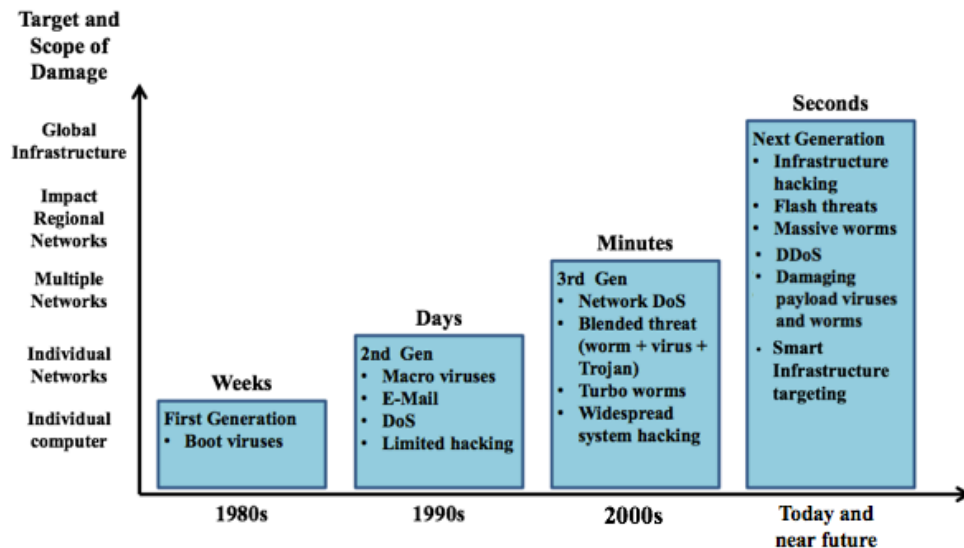 Target and
Scope of
Damage
Global
Infrastructure
Impact
Regional
Networks
Multiple
Networks
Individual
Networks
Individual
computer
Weeks
First Generation
• Boot viruses
1980s
Days
2nd Gen
• Macro viruses
• E-Mail
• DoS
• Limited hacking
1990s
Minutes
3rd Gen
• Network DoS
• Blended threat
(worm + virus +
Trojan)
• Turbo worms
• Widespread
system hacking
2000s
Seconds
Next Generation
• Infrastructure
hacking
• Flash threats
• Massive worms
• DDoS
• Damaging
payload viruses
and worms
• Smart
Infrastructure
targeting
Today and
near future